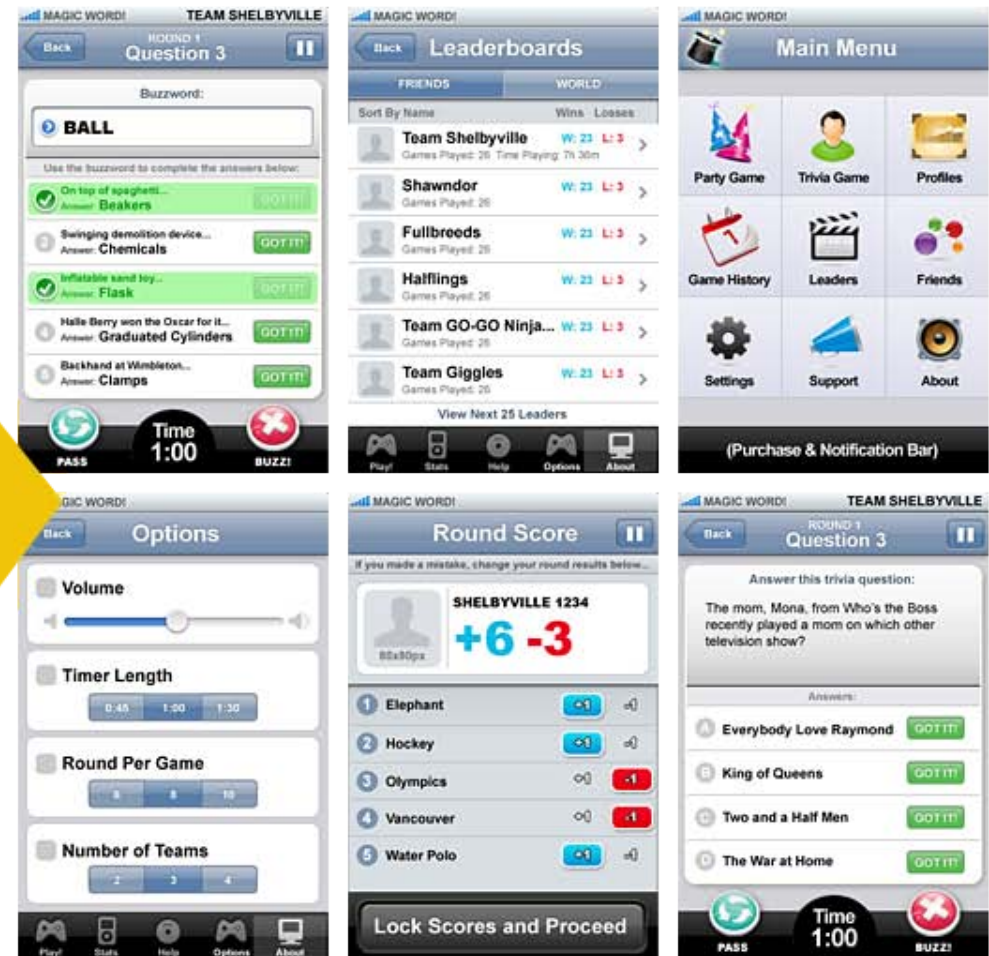 MAGIC WORD! TEAM SHELBYVILLE
Back
ROUND 1
Question 3
Buzzword:
BALL
Use the buzzword to complete the answers below:
On top of spaghetti...
Answer: Beakers
GOT IT!
2 Swinging demolition device...
Answer: Chemicals
GOT IT!
Inflatable sand toy...
Answer: Flask
GOT IT!
4 Halle Berry won the Oscar for it...
Answer: Graduated Cylinders
GOT IT!
5 Backhand at Wimbleton...
Answer: Clamps
GOT IT!
PASS
Time
1:00
BUZZ!
MAGIC WORD!
Back
Leaderboards
FRIENDS WORLD
Sort By Name Wins Losses
Team Shelbyville W: 23 L: 3
Games Played: 26 Time Playing: 7h 36m
Shawndor W: 23 L: 3
Games Played: 26
Fullbreeds W: 23 L: 3
Games Played: 26
Halflings W: 23 L: 3
Games Played: 26
Team GO-GO Ninja... W: 23 L: 3
Games Played: 26
Team Giggles W: 23 L: 3
Games Played: 26
View Next 25 Leaders
Play! Stats Help Options About
MAGIC WORD!
Main Menu
Party Game Trivia Game Profiles
1
Game History Leaders Friends
Settings Support About
(Purchase & Notification Bar)
GIC WORD!
Back
Options
Volume
Timer Length
0:45 1:00 1:30
Round Per Game
8 10
Number of Teams
2 3 4
Play! Stats Help Options About
MAGIC WORD!
Round Score
If you made a mistake, change your round results below...
80x80px
SHELBYVILLE 1234
+6 -3
1 Elephant
2 Hockey
3 Olympics
4 Vancouver
5 Water Polo
Lock Scores and Proceed
MAGIC WORD! TEAM SHELBYVILLE
Back
ROUND 1
Question 3
Answer this trivia question:
The mom, Mona, from Who's the Boss
recently played a mom on which other
television show?
Answers:
A Everybody Love Raymond GOT IT!
B King of Queens GOT IT!
C Two and a Half Men GOT IT!
D The War at Home GOT IT!
PASS
Time
1:00
BUZZ!